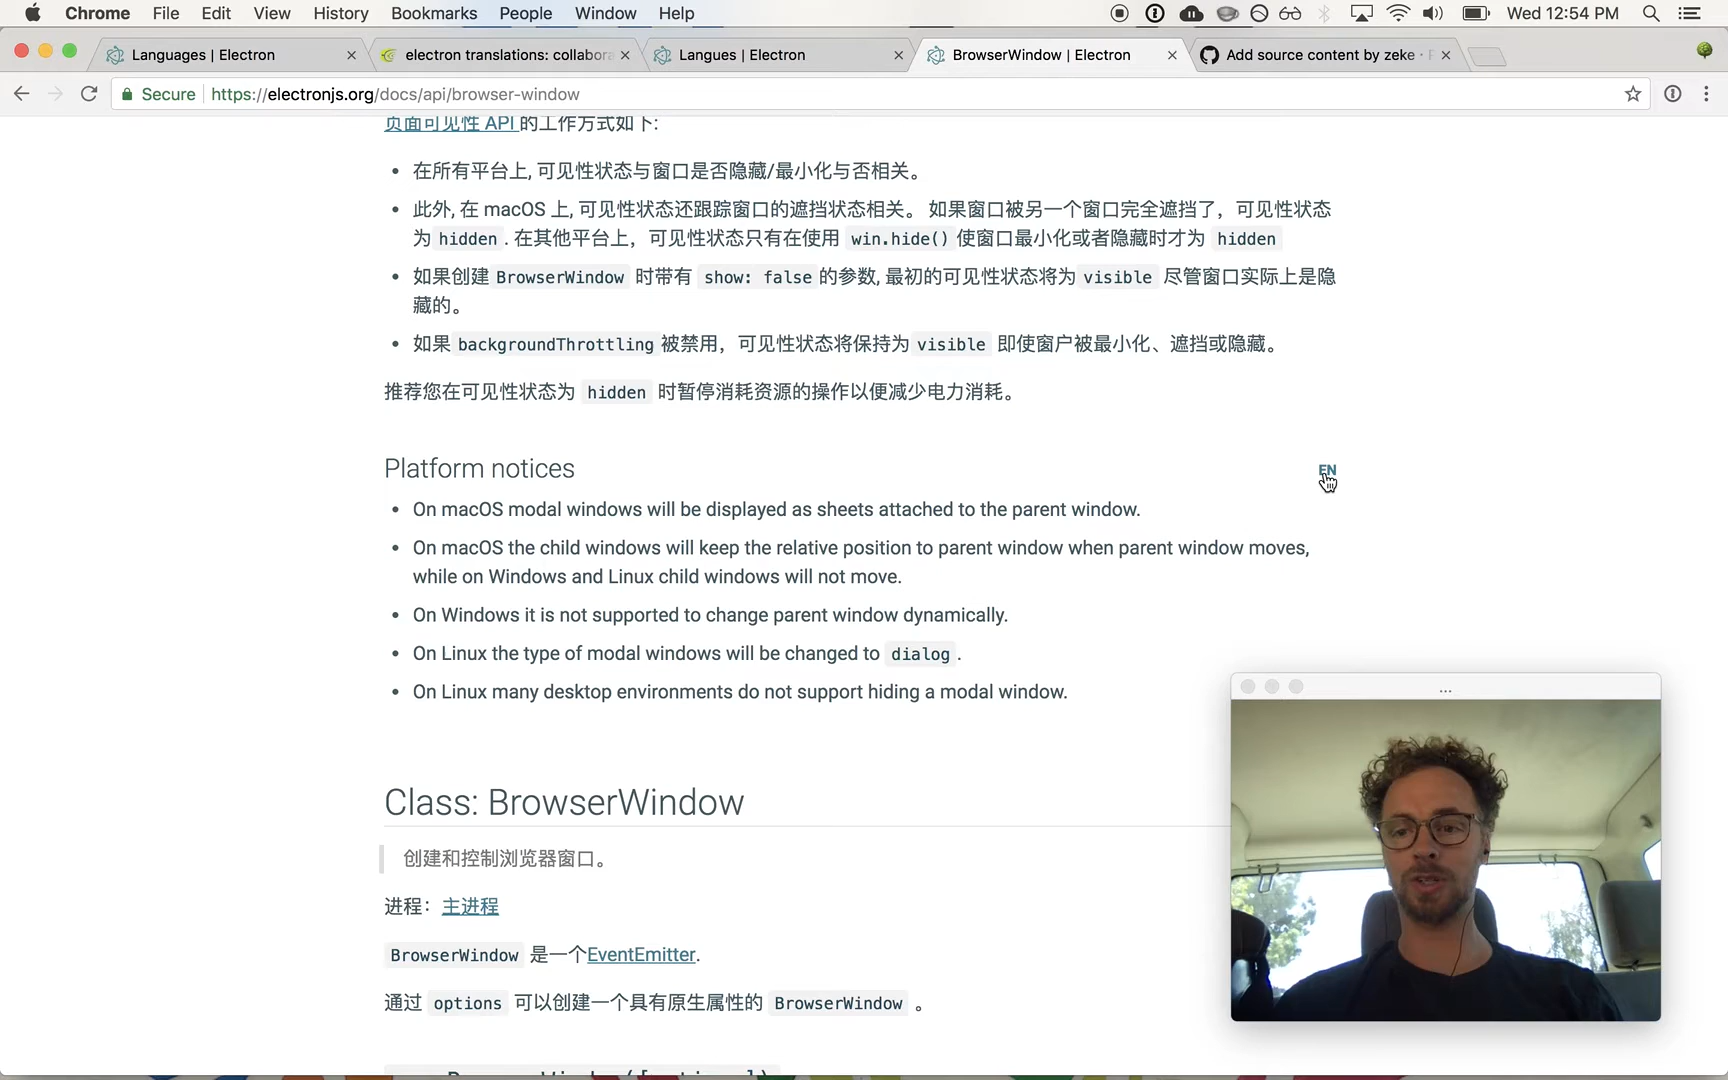 Chrome File Edit View History Bookmarks People Window Help Wed 12:54 PM
Languages | Electron
electron translations: collabora
Langues | Electron
BrowserWindow | Electron
Add source content by zeke ·
Secure https://electronjs.org/docs/api/browser-window
页面可见性 API 的工作方式如下:
• 在所有平台上, 可见性状态与窗口是否隐藏/最小化与否相关。
• 此外, 在 macOS 上, 可见性状态还跟踪窗口的遮挡状态相关。 如果窗口被另一个窗口完全遮挡了，可见性状态
为 hidden . 在其他平台上，可见性状态只有在使用 win.hide() 使窗口最小化或者隐藏时才为 hidden
• 如果创建 BrowserWindow 时带有 show: false 的参数, 最初的可见性状态将为 visible 尽管窗口实际上是隐
藏的。
• 如果 backgroundThrottling 被禁用，可见性状态将保持为 visible 即使窗户被最小化、遮挡或隐藏。
推荐您在可见性状态为 hidden 时暂停消耗资源的操作以便减少电力消耗。
Platform notices
EN
• On macOS modal windows will be displayed as sheets attached to the parent window.
• On macOS the child windows will keep the relative position to parent window when parent window moves,
while on Windows and Linux child windows will not move.
• On Windows it is not supported to change parent window dynamically.
• On Linux the type of modal windows will be changed to dialog .
• On Linux many desktop environments do not support hiding a modal window.
...
Class: BrowserWindow
创建和控制浏览器窗口。
进程：主进程
BrowserWindow 是一个EventEmitter.
通过 options 可以创建一个具有原生属性的 BrowserWindow 。